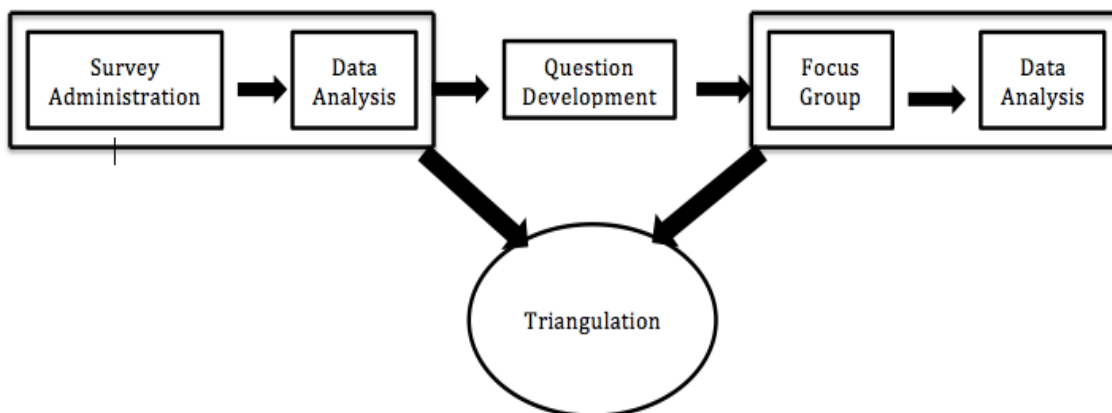 Survey
Administration
Data
Analysis
Question
Development
Focus
Group
Data
Analysis
Triangulation